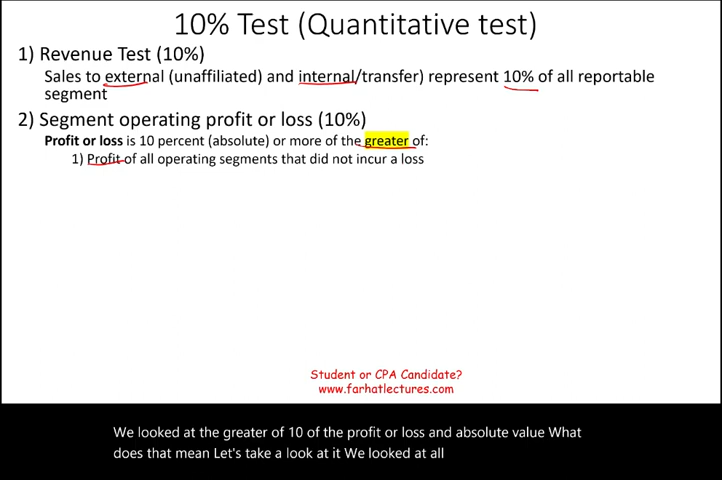 10% Test (Quantitative test)
1) Revenue Test (10%)
Sales to external (unaffiliated) and internal/transfer) represent 10% of all reportable
segment
2) Segment operating profit or loss (10%)
Profit or loss is 10 percent (absolute) or more of the greater of:
1) Profit of all operating segments that did not incur a loss
Student or CPA Candidate?
www.farhatlectures.com
We looked at the greater of 10 of the profit or loss and absolute value What
does that mean Let's take a look at it We looked at all